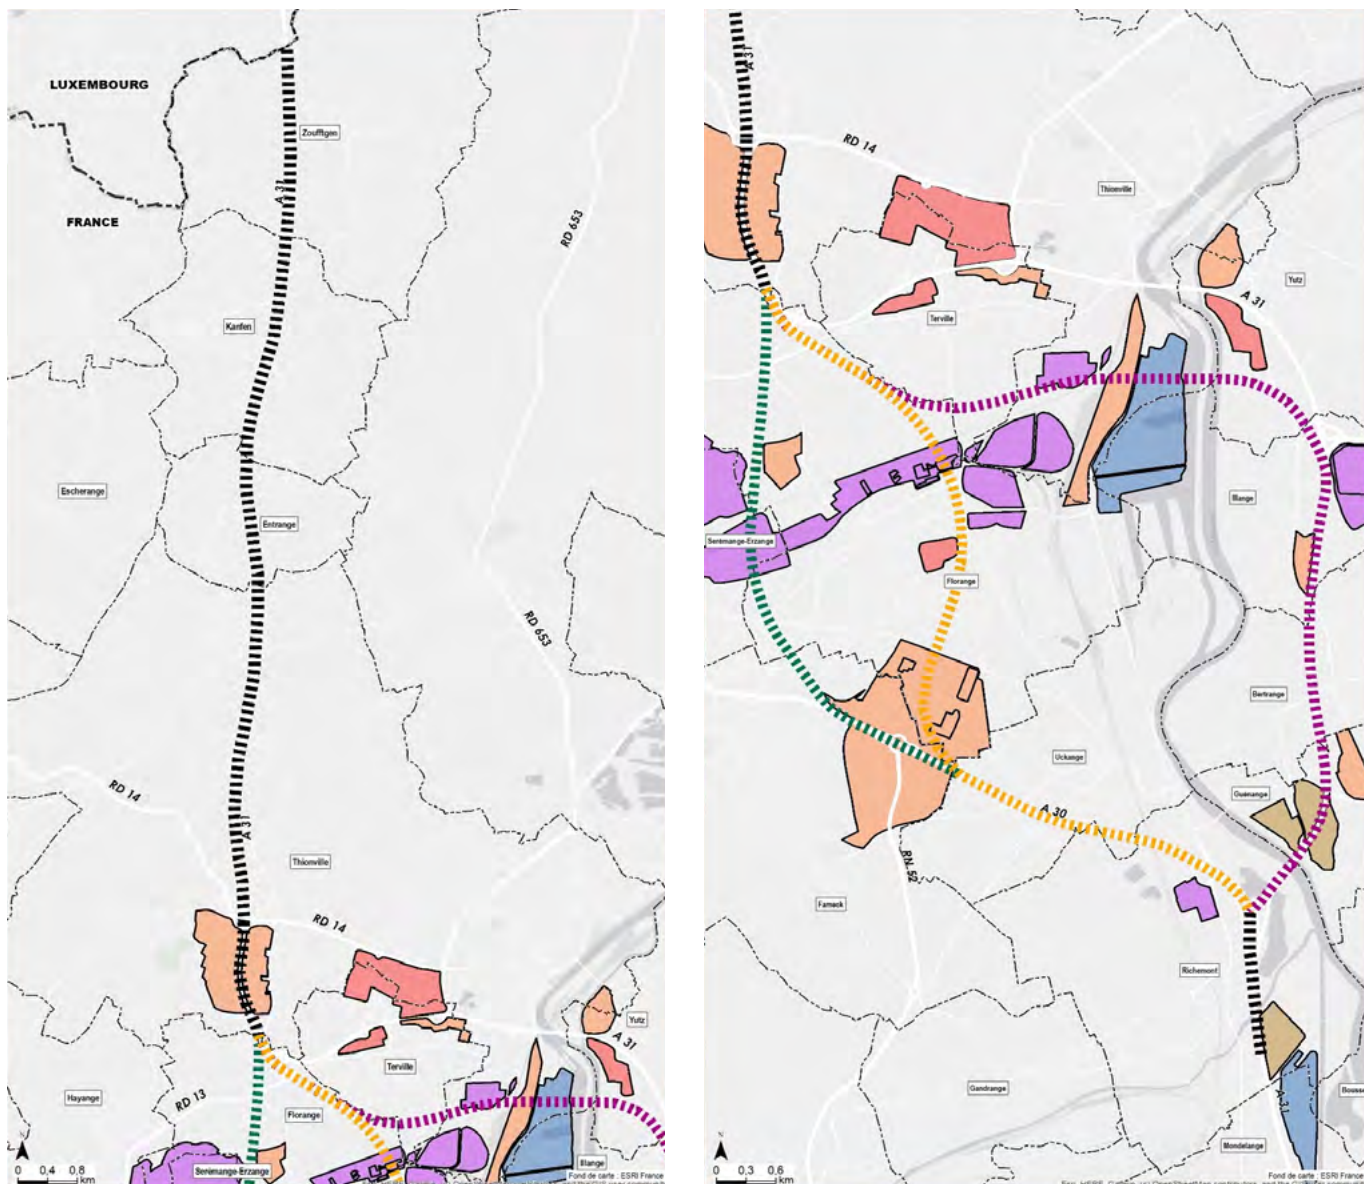 LUXEMBOURG
Zoufftgen
A 31
FRANCE
RD 653
Kanfen
Escherange
Entrange
RD 653
RD 14
A 31
Thionville
RD 14
Yutz
A 31
Terville
Hayange
RD 13
Florange
Serémange-Erzange
Illange
N
0 0,4 0,8
km
Fond de carte : ESRI France
A 31
RD 14
Thionville
Yutz
A 31
Terville
Illange
Serémange-Erzange
Florange
Bertrange
Uckange
Guénange
A 30
RN 52
Fameck
Richemont
Gandrange
Bouss
Mondelange
N
0 0,3 0,6
km
Fond de carte : ESRI France